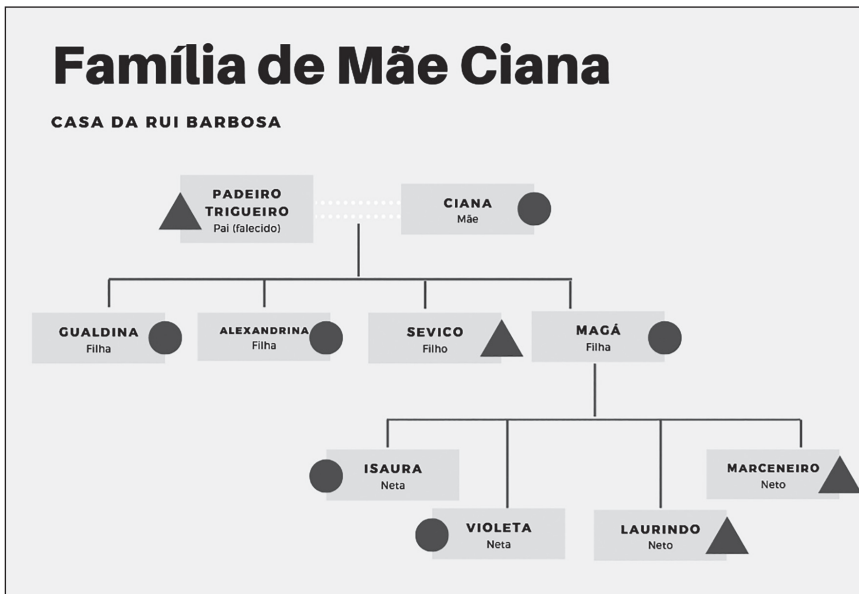 Família de Mãe Ciana
CASA DA RUI BARBOSA
PADEIRO
TRIGUEIRO
Pai (falecido)
CIANA
Mãe
GUALDINA
Filha
ALEXANDRINA
Filha
SEVICO
Filho
MAGÁ
Filha
ISAURA
Neta
MARCENEIRO
Neto
VIOLETA
Neta
LAURINDO
Neto